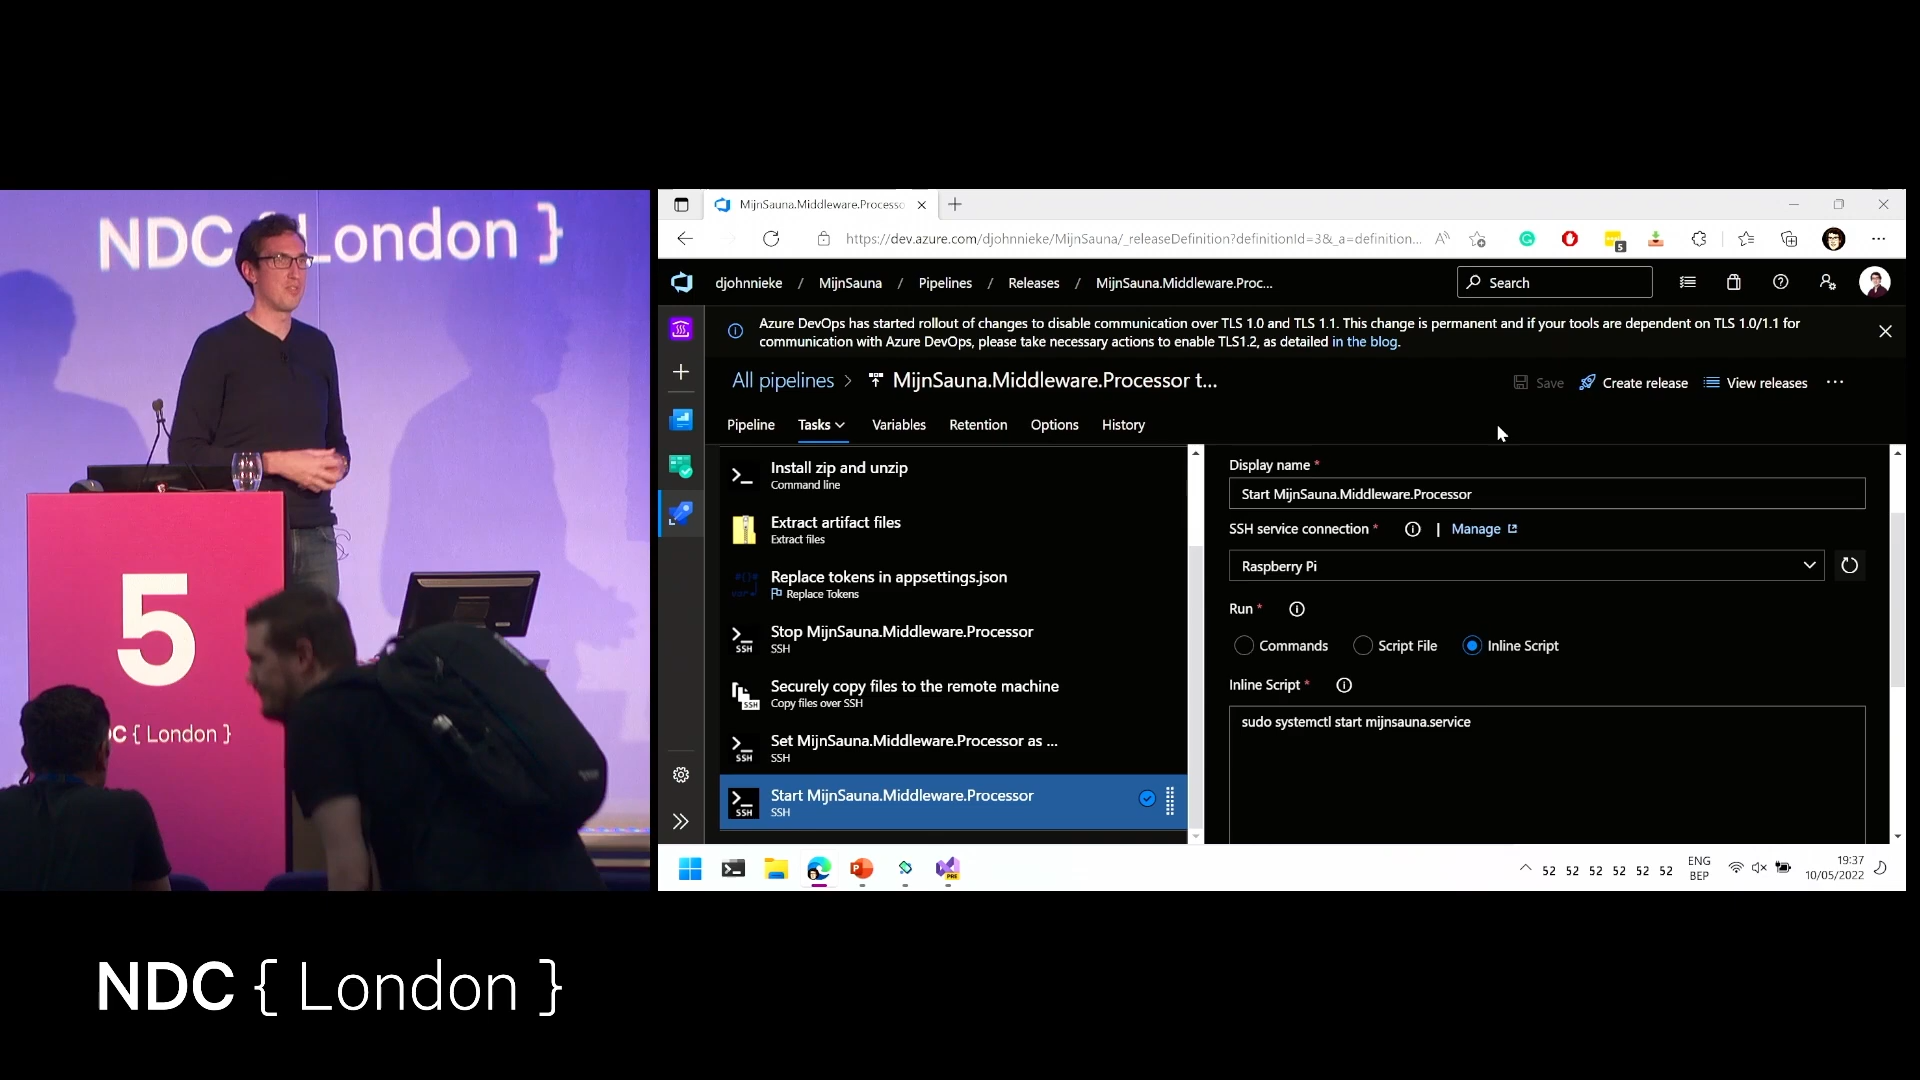 NDC { London }
5
C { London }
NDC { London }
MijnSauna.Middleware.Processo
https://dev.azure.com/djohnnieke/MijnSauna/_releaseDefinition?definitionId=3&_a=definition...
5
djohnnieke / MijnSauna / Pipelines / Releases / MijnSauna.Middleware.Proc...
Search
Azure DevOps has started rollout of changes to disable communication over TLS 1.0 and TLS 1.1. This change is permanent and if your tools are dependent on TLS 1.0/1.1 for
communication with Azure DevOps, please take necessary actions to enable TLS1.2, as detailed in the blog.
All pipelines > MijnSauna.Middleware.Processor t...
Save Create release View releases ...
Pipeline Tasks Variables Retention Options History
Install zip and unzip
Command line
Extract artifact files
Extract files
Replace tokens in appsettings.json
Replace Tokens
Stop MijnSauna.Middleware.Processor
SSH
SSH
Securely copy files to the remote machine
SSH
Copy files over SSH
Set MijnSauna.Middleware.Processor as ...
SSH
SSH
Start MijnSauna.Middleware.Processor
SSH
SSH
Display name *
Start MijnSauna.Middleware.Processor
SSH service connection * | Manage
Raspberry Pi
Run *
Commands Script File Inline Script
Inline Script *
sudo systemctl start mijnsauna.service
52 52 52 52 52 52
ENG
BEP
19:37
10/05/2022